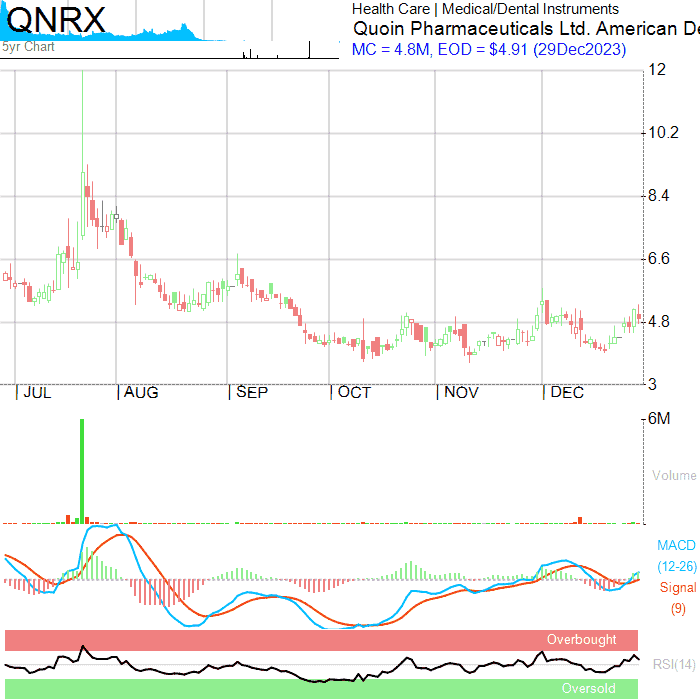 QNRX
5yr Chart
Health Care | Medical/Dental Instruments
Quoin Pharmaceuticals Ltd. American De
MC = 4.8M, EOD = $4.91 (29Dec2023)
12
10.2
8.4
6.6
4.8
3
JUL AUG SEP OCT NOV DEC
6M
Volume
MACD
(12-26)
Signal
(9)
Overbought
RSI(14)
Oversold